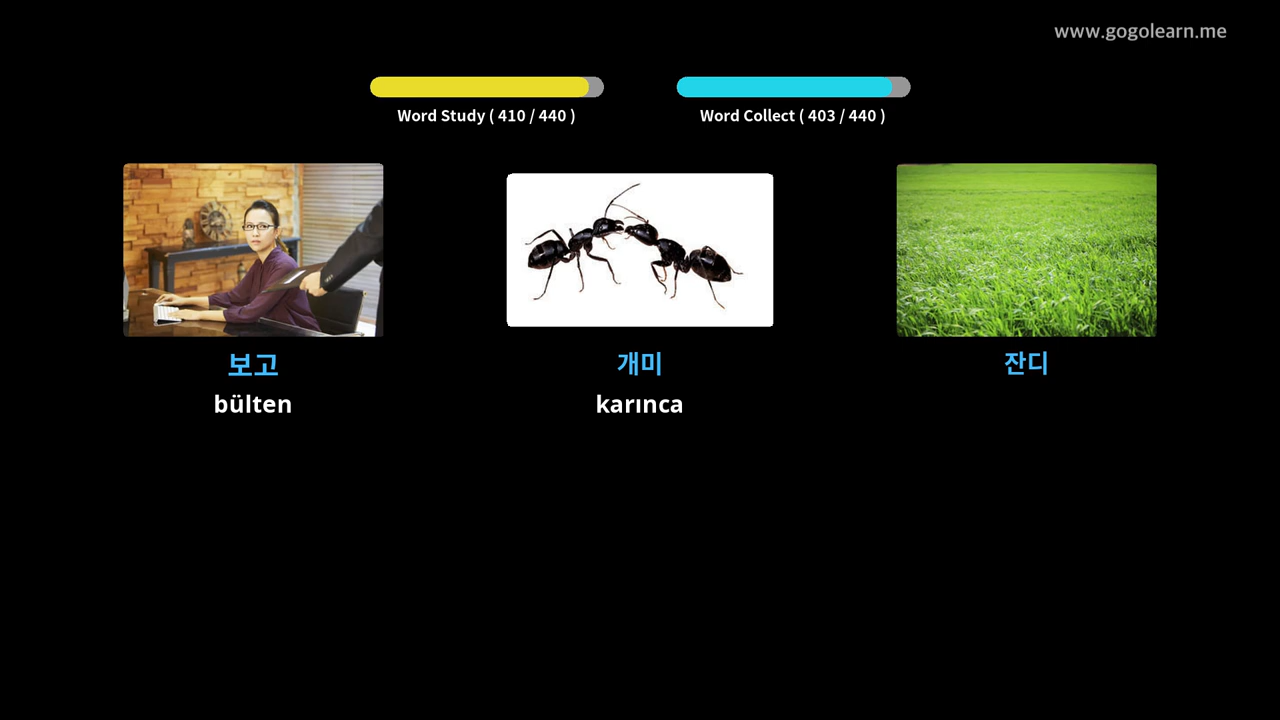 www.gogolearn.me
Word Study ( 410 / 440 )
Word Collect ( 403 / 440 )
보고
개미
잔디
bülten
karınca